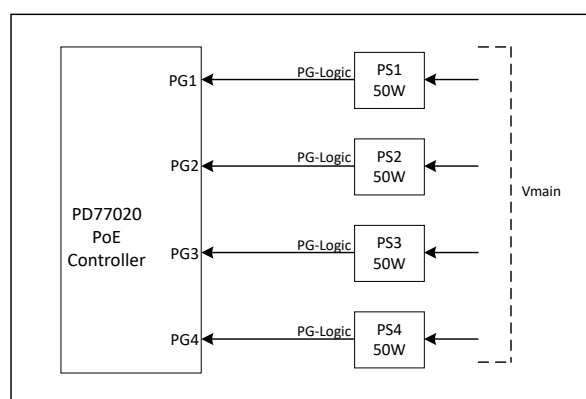 PG1
PG-Logic
PS1
50W
PG2
PG-Logic
PS2
50W
Vmain
PD77020
PoE
Controller
PG3
PG-Logic
PS3
50W
PG4
PG-Logic
PS4
50W